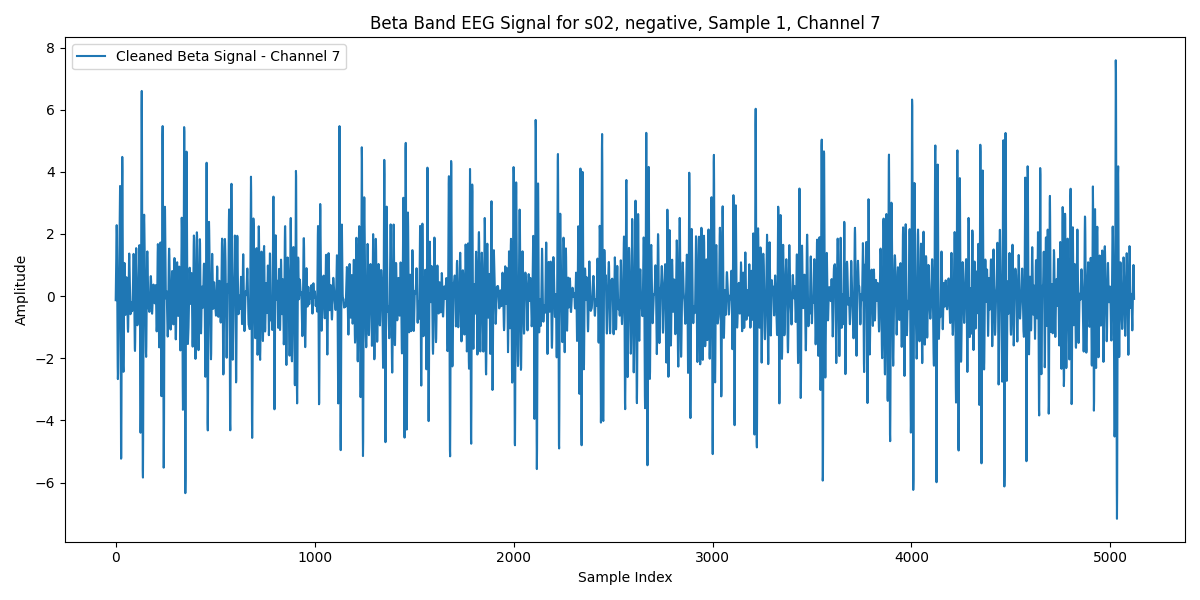 Beta Band EEG Signal for s02, negative, Sample 1, Channel 7
Cleaned Beta Signal - Channel 7
Amplitude
8
6
4
2
0
−2
−4
−6
0 1000 2000 3000 4000 5000
Sample Index